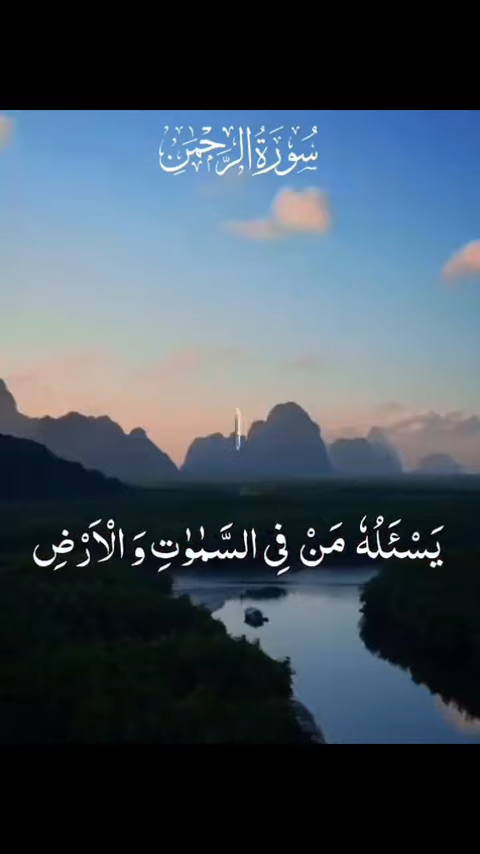 سُورَةُ الرَّحْمٰنِ
يَسْـَٔلُهٗ مَنْ فِي السَّمٰوٰتِ وَ الْاَرْضِ